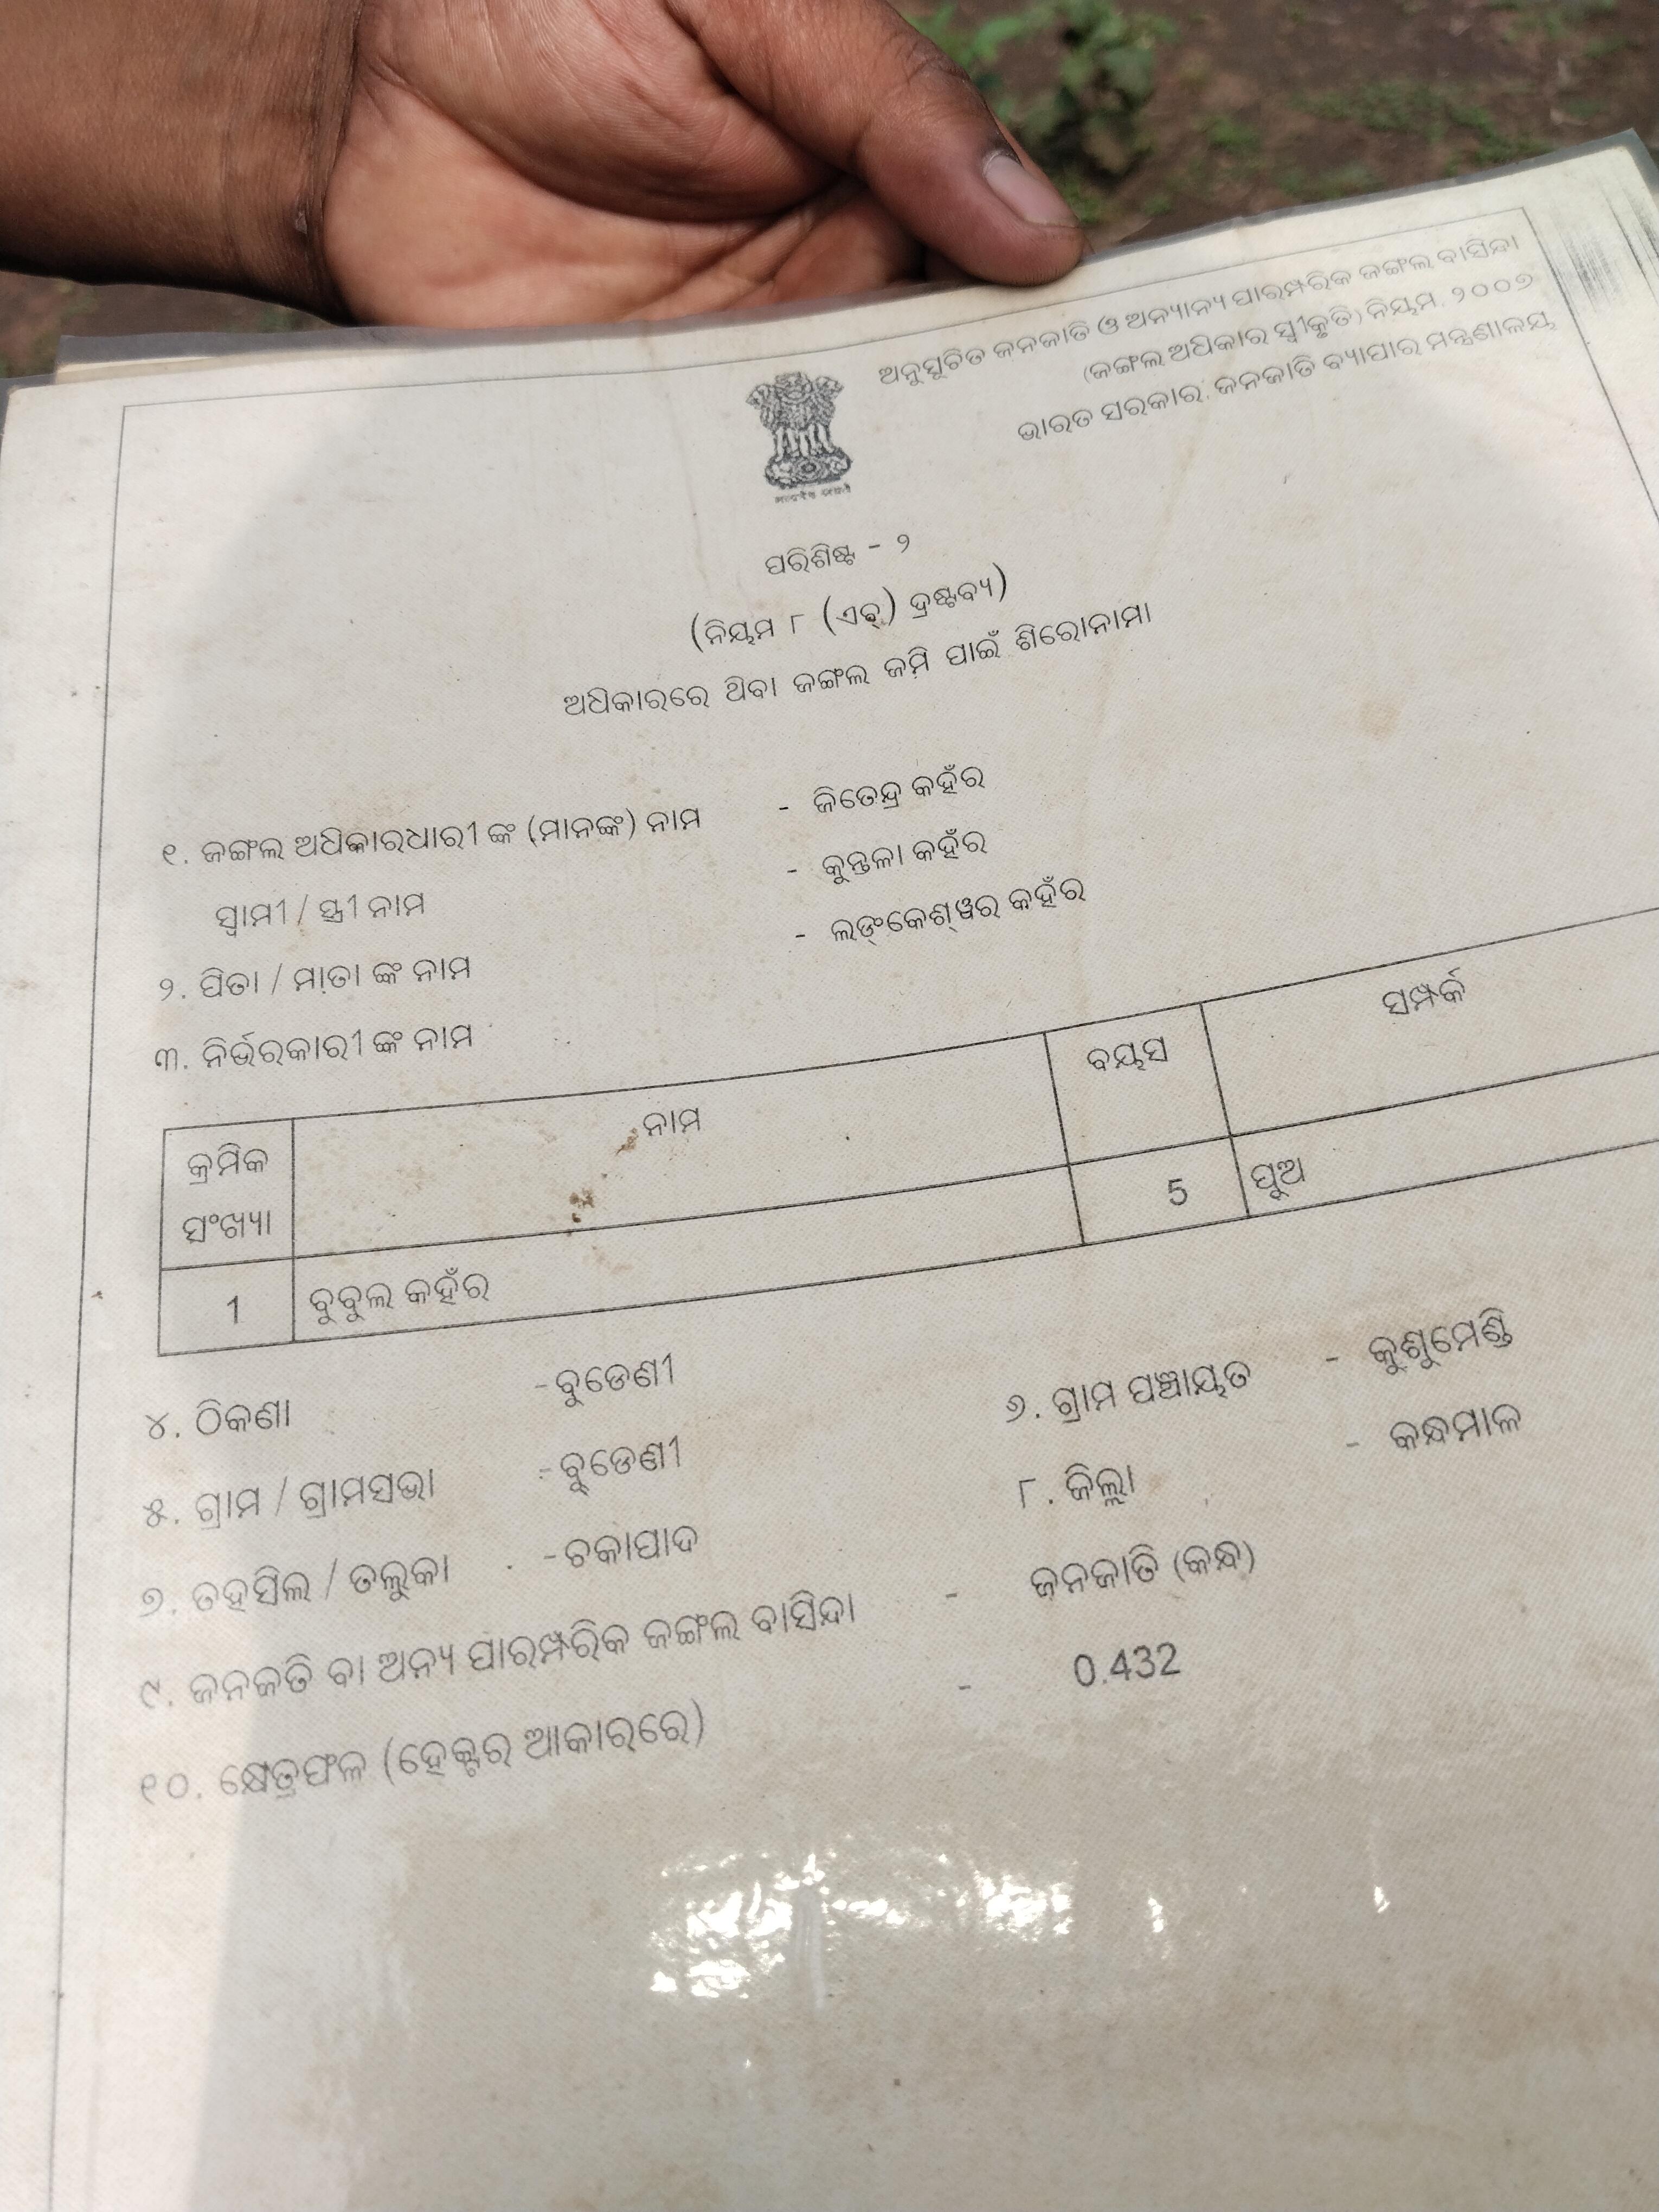 ଅନୁସୁଚିତ ଜନଜାତି ଓ ଅନ୍ୟାନ୍ୟ ପାରମ୍ପରିକ ଜଙ୍ଗଲ ବାସିନ୍ଦା
(ଜଙ୍ଗଲ ଅଧିକାର ସ୍ୱୀକୃତି) ନିୟମ, ୨୦୦୭
ଭାରତ ସରକାର, ଜନଜାତି ବ୍ୟାପାର ମନ୍ତ୍ରଣାଳୟ
ପରିଶିଷ୍ଟ - ୨
(ନିୟମ ୮ (ଏଚ୍) ଦ୍ରଷ୍ଟବ୍ୟ)
ଅଧିକାରରେ ଥିବା ଜଙ୍ଗଲ ଜମି ପାଇଁ ଶିରୋନାମା
୧. ଜଙ୍ଗଲ ଅଧିକାରଧାରୀ ଙ୍କ (ମାନଙ୍କ) ନାମ - ଜିତେନ୍ଦ୍ର କହଁର
ସ୍ୱାମୀ / ସ୍ତ୍ରୀ ନାମ - କୁନ୍ତଳା କହଁର
୨. ପିତା / ମାତା ଙ୍କ ନାମ - ଲଙ୍କେଶ୍ୱର କହଁର
୩. ନିର୍ଭରକାରୀ ଙ୍କ ନାମ
କ୍ରମିକ ସଂଖ୍ୟା ନାମ ବୟସ ସମ୍ପର୍କ
1 ବୁବୁଲ କହଁର 5 ପୁଅ
୪. ଠିକଣା -ବୁଡେଣୀ
୫. ଗ୍ରାମ / ଗ୍ରାମସଭା -ବୁଡେଣୀ ୬. ଗ୍ରାମ ପଞ୍ଚାୟତ - କୁଶୁମେଣ୍ଡି
୭. ତହସିଲ / ତଲୁକା -ଚକାପାଦ ୮. ଜିଲ୍ଲା - କନ୍ଧମାଳ
୯. ଜନଜତି ବା ଅନ୍ୟ ପାରମ୍ପରିକ ଜଙ୍ଗଲ ବାସିନ୍ଦା - ଜନଜାତି (କନ୍ଧ)
୧୦. କ୍ଷେତ୍ରଫଳ (ହେକ୍ଟର ଆକାରରେ) - 0.432